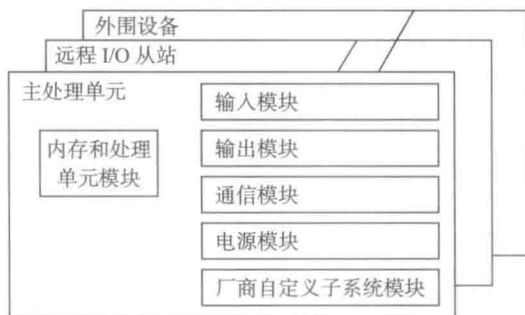 外围设备
远程 I/O 从站
主处理单元
内存和处理
单元模块
输入模块
输出模块
通信模块
电源模块
厂商自定义子系统模块